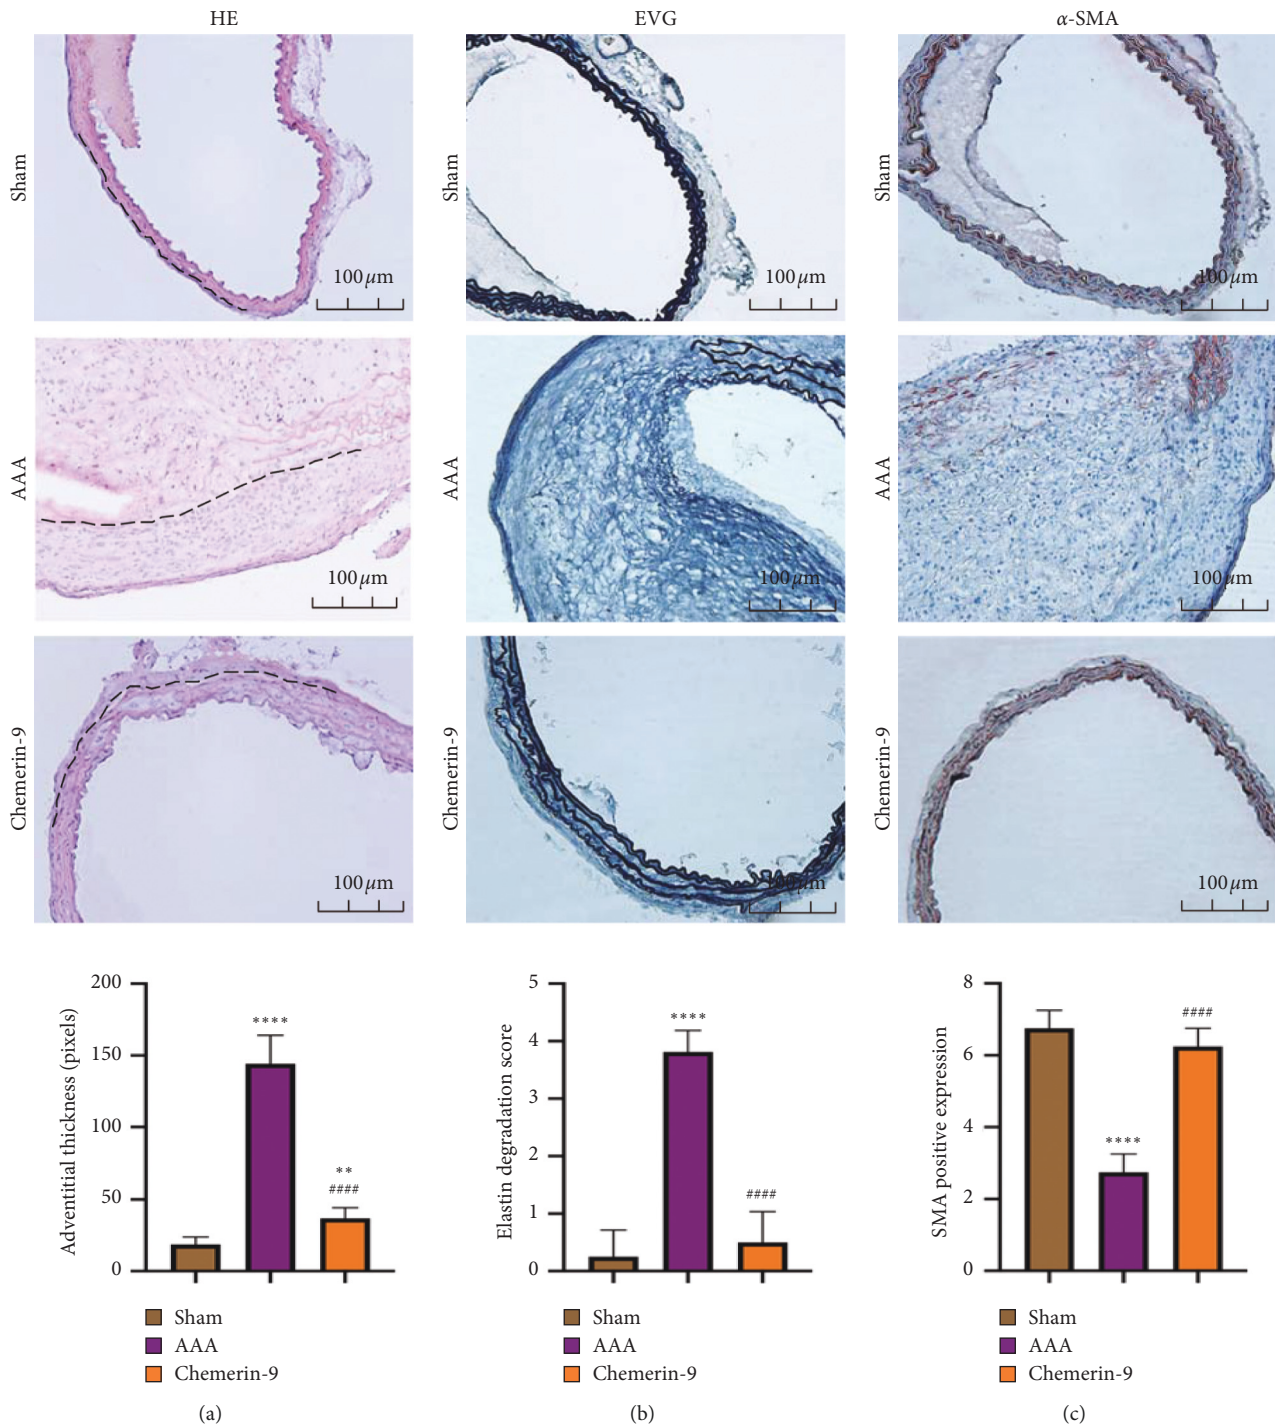 HE
EVG
α-SMA
Sham
100 μm
Sham
100 μm
Sham
100 μm
AAA
100 μm
AAA
100 μm
AAA
100 μm
Chemerin-9
100 μm
Chemerin-9
100 μm
Chemerin-9
100 μm
Adventitial thickness (pixels)
200
150
100
50
0
****
**
####
Sham
AAA
Chemerin-9
(a)
Elastin degradation score
5
4
3
2
1
0
****
####
Sham
AAA
Chemerin-9
(b)
SMA positive expression
8
6
4
2
0
****
####
Sham
AAA
Chemerin-9
(c)